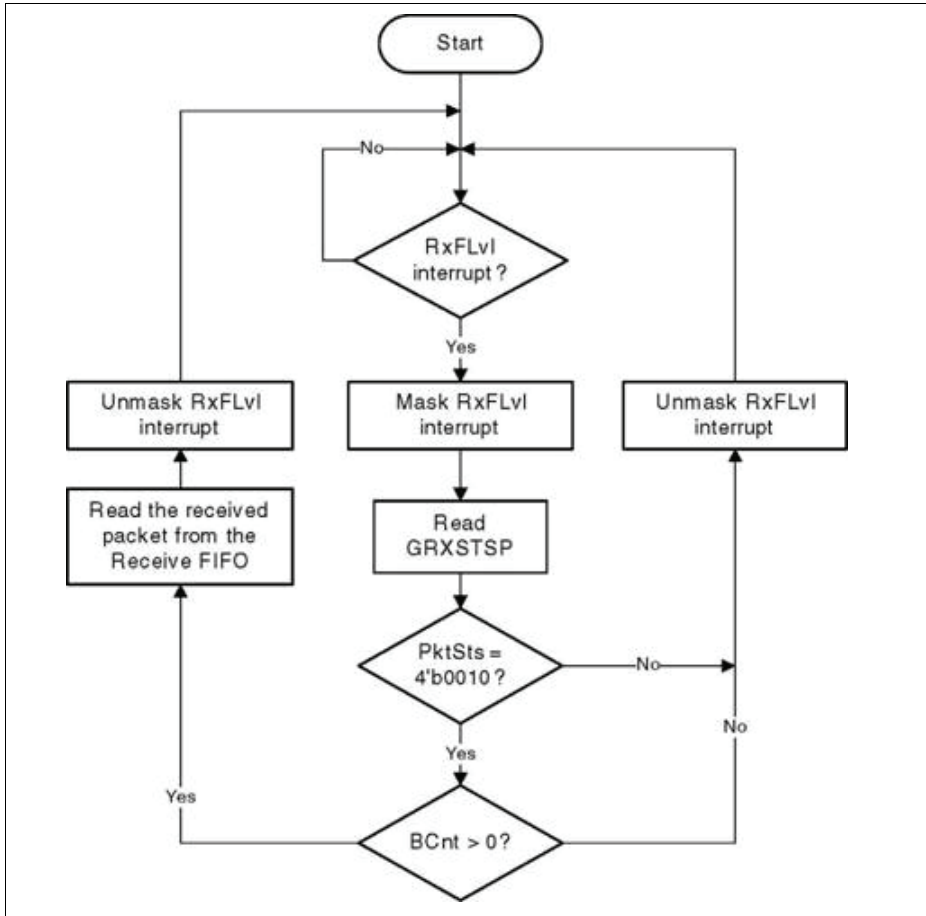 Start
No
RxFLvl
interrupt?
Yes
Unmask RxFLvl
interrupt
Mask RxFLvl
interrupt
Unmask RxFLvl
interrupt
Read the received
packet from the
Receive FIFO
Read
GRXSTSP
PktSts =
4'b0010?
No
No
Yes
Yes
BCnt > 0?